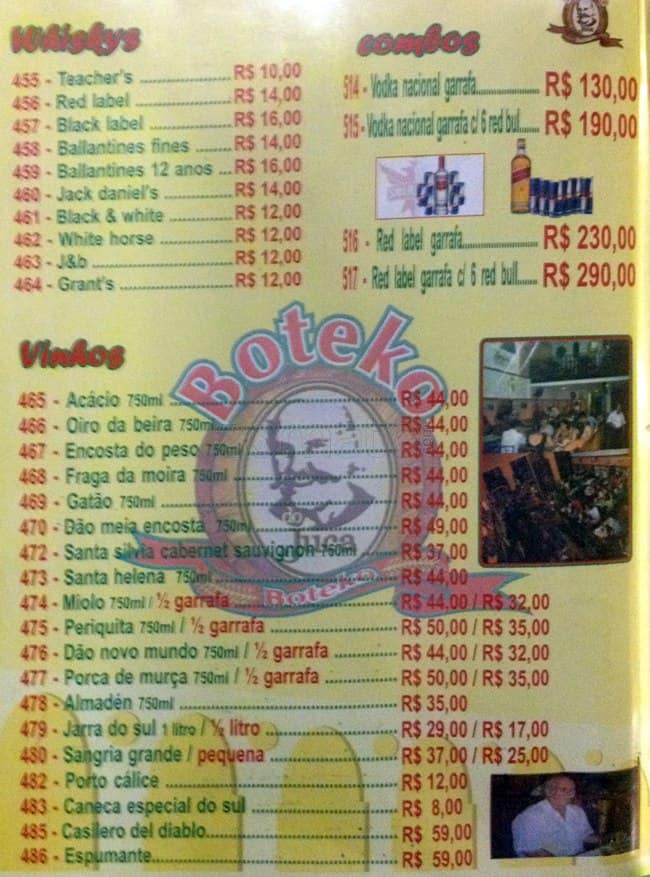 Whiskys
455 - Teacher's ................ R$ 10,00
456 - Red label ................ R$ 14,00
457 - Black label ............. R$ 16,00
458 - Ballantines fines ...... R$ 14,00
459 - Ballantines 12 anos ... R$ 16,00
460 - Jack daniel's ............ R$ 14,00
461 - Black & white .......... R$ 12,00
462 - White horse ............ R$ 12,00
463 - J&b ....................... R$ 12,00
464 - Grant's ................... R$ 12,00
combos
514 - Vodka nacional garrafa.................. R$ 130,00
515 - Vodka nacional garrafa c/ 6 red bul...... R$ 190,00
516 - Red label garrafa..................... R$ 230,00
517 - Red label garrafa c/ 6 red bull...... R$ 290,00
Vinhos
465 - Acácio 750ml .................... R$ 44,00
466 - Oiro da beira 750ml .................... R$ 44,00
467 - Encosta do peso 750ml .................... R$ 44,00
468 - Fraga da moira 750ml .................... R$ 44,00
469 - Gatão 750ml .................... R$ 44,00
470 - Dão meia encosta 750ml .................... R$ 49,00
472 - Santa silvia cabernet sauvignon 750ml ....... R$ 37,00
473 - Santa helena 750ml .................... R$ 44,00
474 - Miolo 750ml / ½ garrafa .................... R$ 44,00 / R$ 32,00
475 - Periquita 750ml / ½ garrafa .................... R$ 50,00 / R$ 35,00
476 - Dão novo mundo 750ml / ½ garrafa ............ R$ 44,00 / R$ 32,00
477 - Porca de murça 750ml / ½ garrafa .............. R$ 50,00 / R$ 35,00
478 - Almadén 750ml .................... R$ 35,00
479 - Jarra do sul 1 litro / ½ litro .................... R$ 29,00 / R$ 17,00
480 - Sangria grande / pequena .................... R$ 37,00 / R$ 25,00
482 - Porto cálice .................... R$ 12,00
483 - Caneca especial do sul .................... R$ 8,00
485 - Casilero del diablo.................... R$ 59,00
486 - Espumante.................... R$ 59,00
Boteko
do juca
Boteko